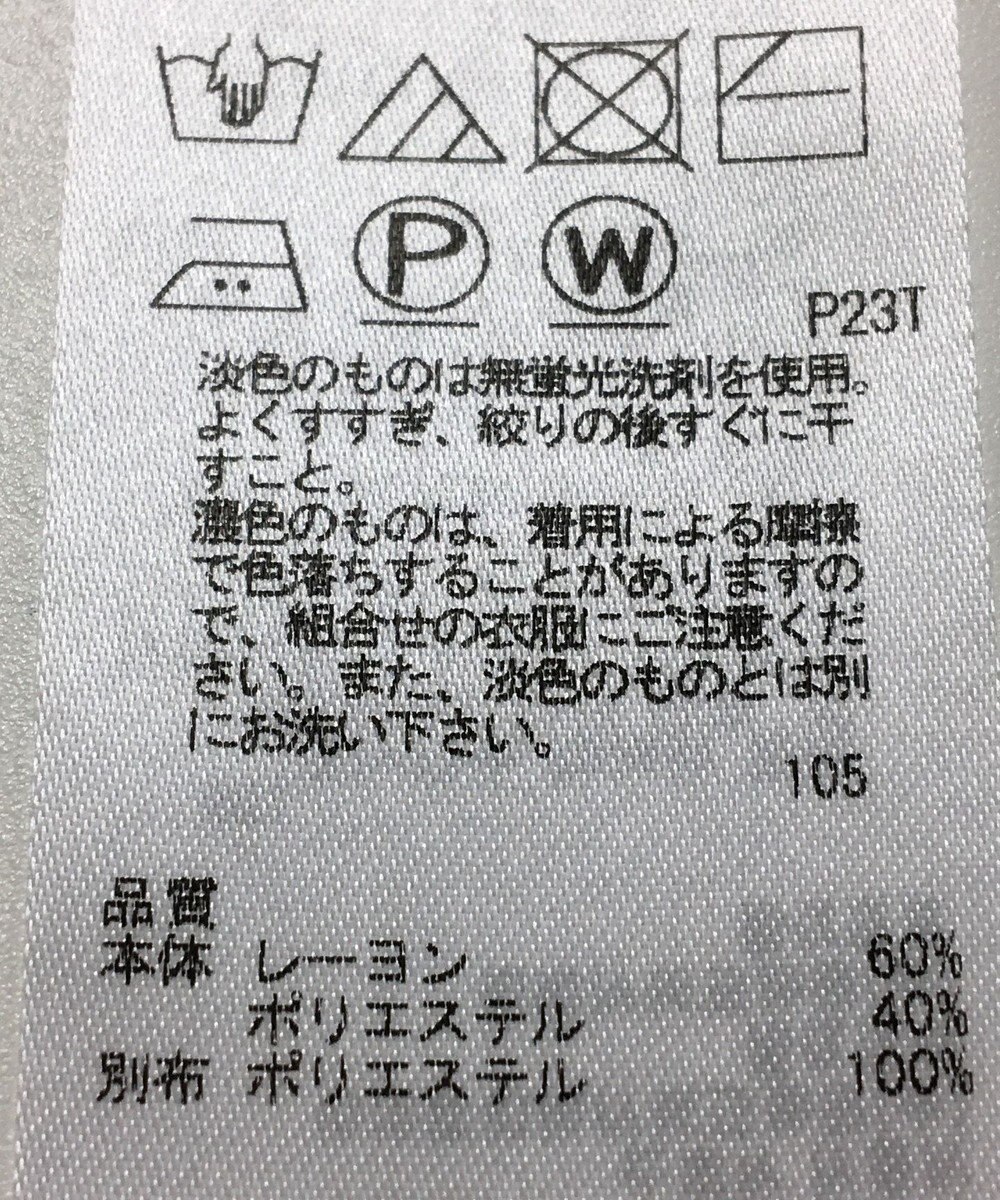 P
W
P23T
淡色のものは無蛍光洗剤を使用。
よくすすぎ、絞りの後すぐに干
すこと。
濃色のものは、着用による摩擦
で色落ちすることがありますの
で、組合せの衣服にご注意くだ
さい。また、淡色のものとは別
にお洗い下さい。
105
品質
本体 レーヨン 60%
ポリエステル 40%
別布 ポリエステル 100%